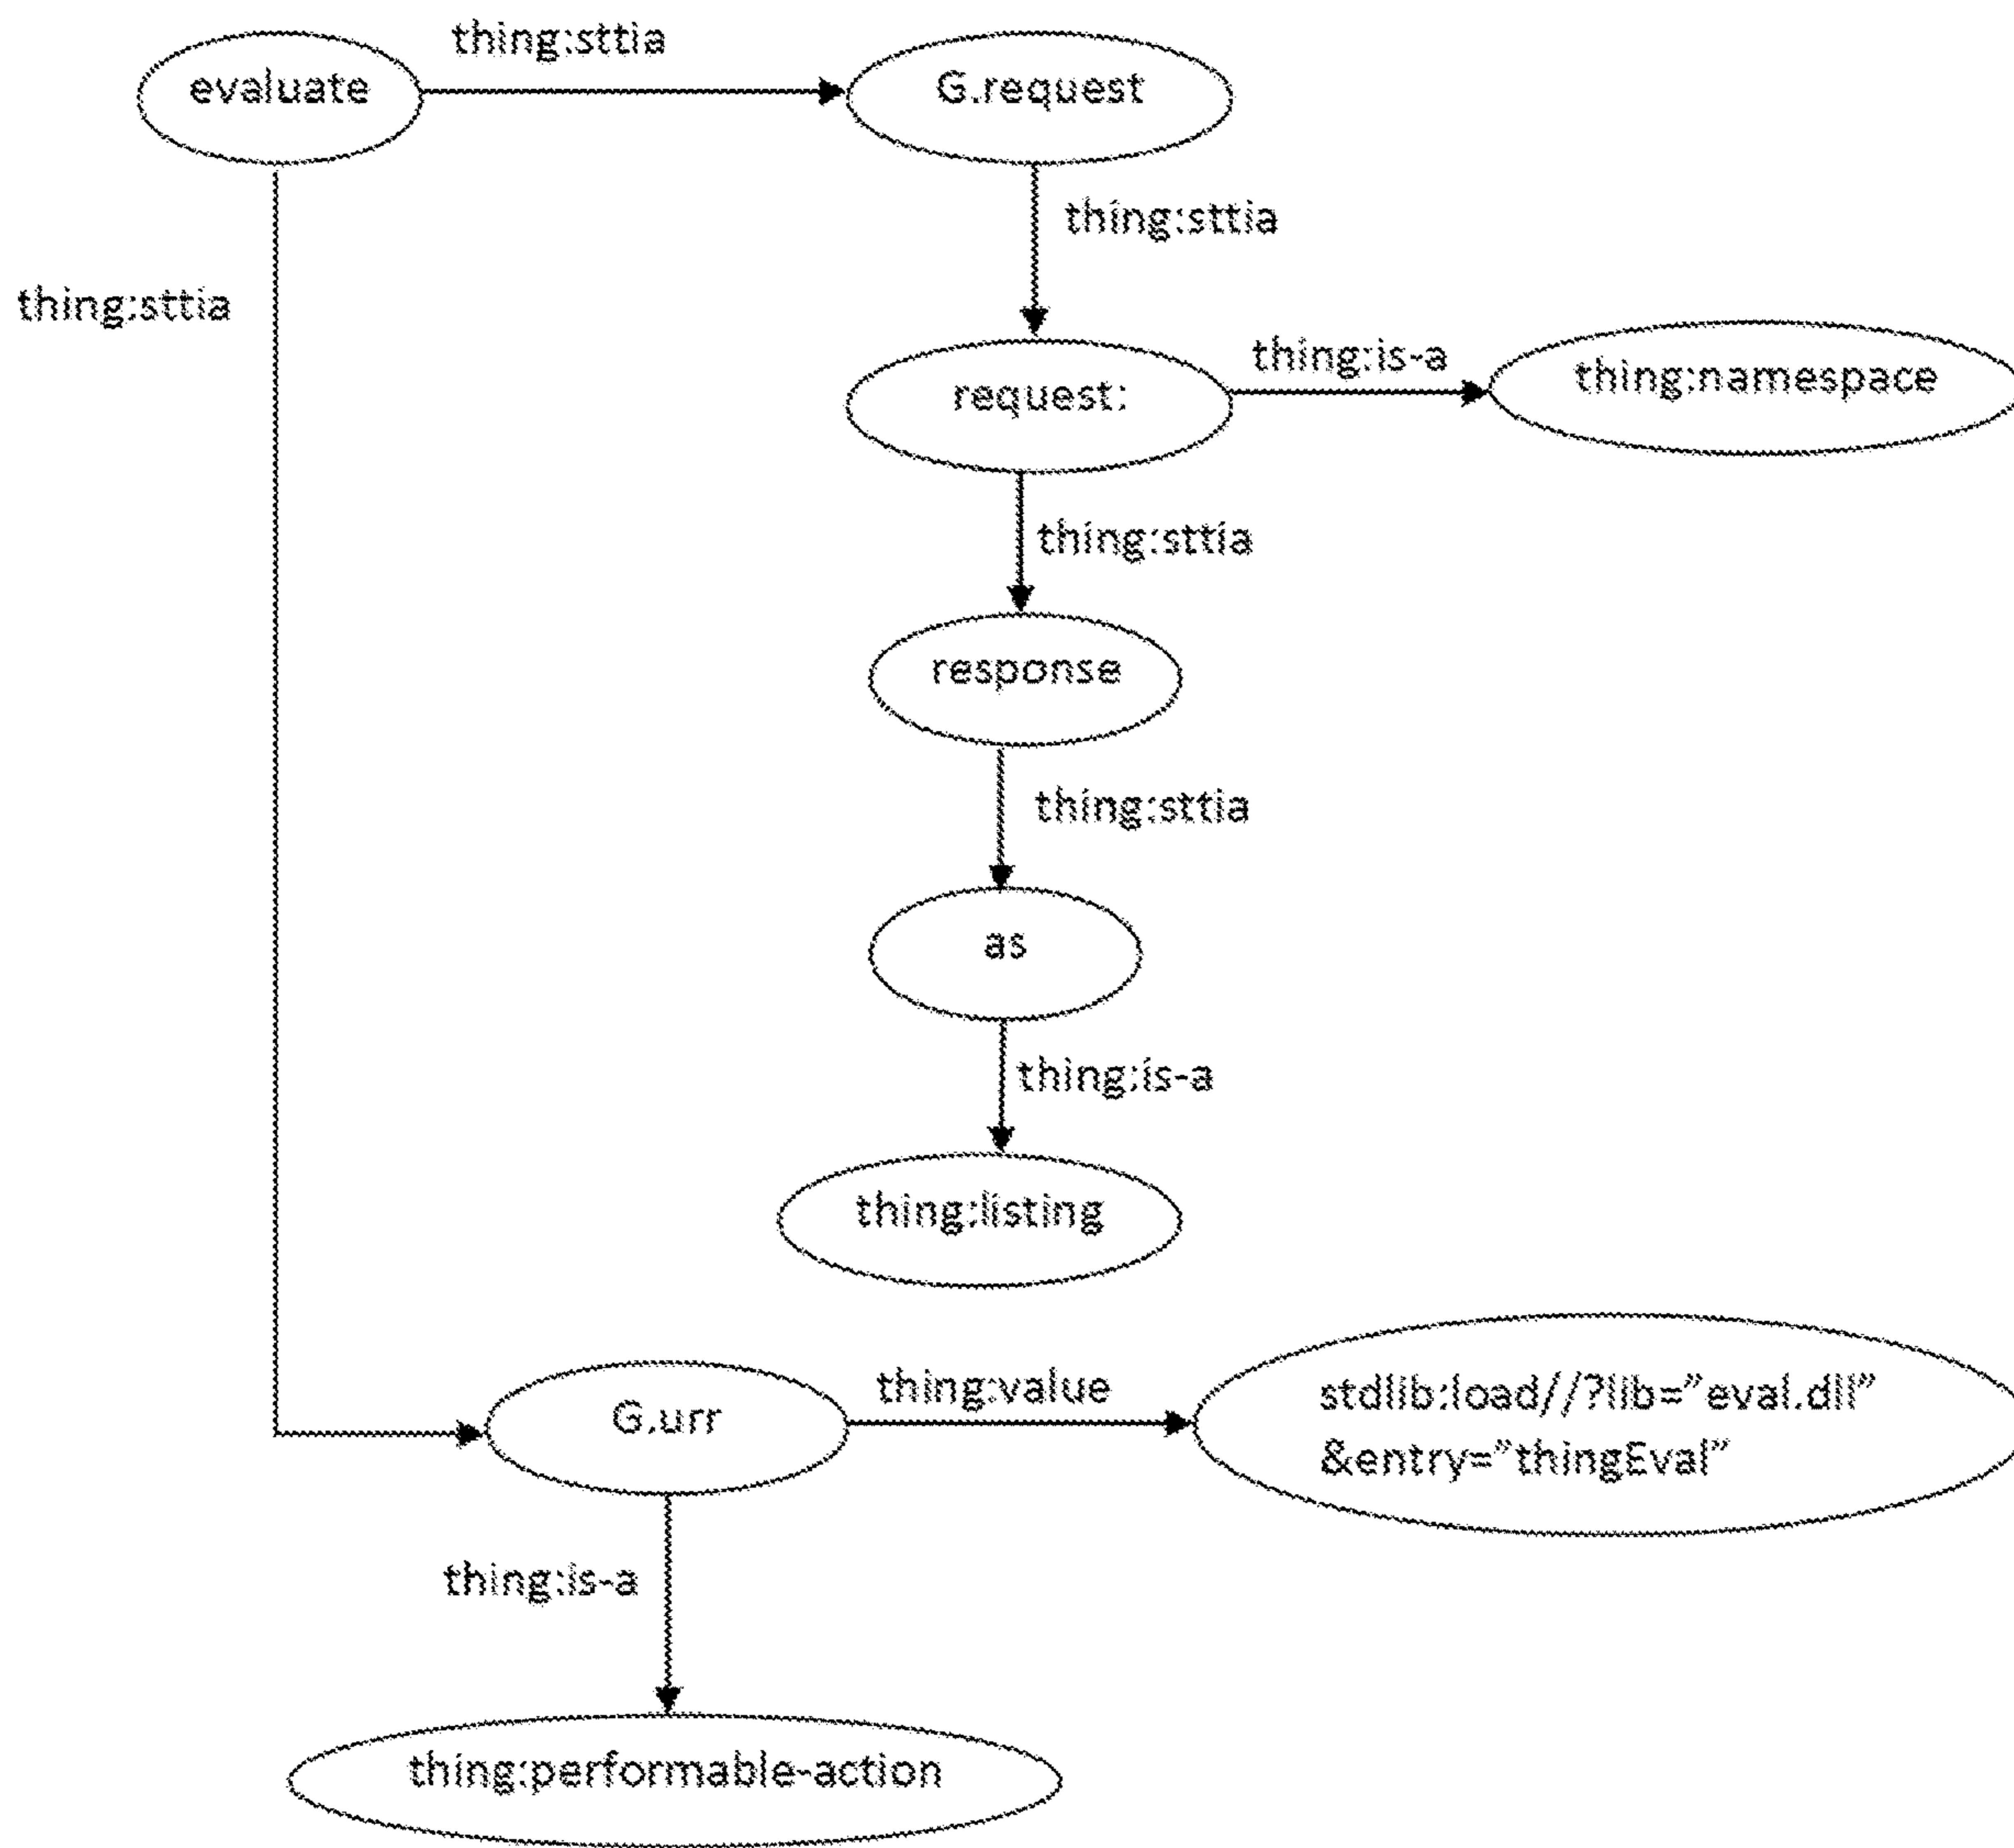 thing:sttia
evaluate
G.request
thing:sttia
thing:sttia
thing:is-a
thing:namespace
request:
thing:sttia
response
thing:sttia
as
thing:is-a
thing:listing
thing:value
stdlib:load//?lib=”eval.dll”
G.urr
&entry=”thingEval”
thing:is-a
thing:performable-action